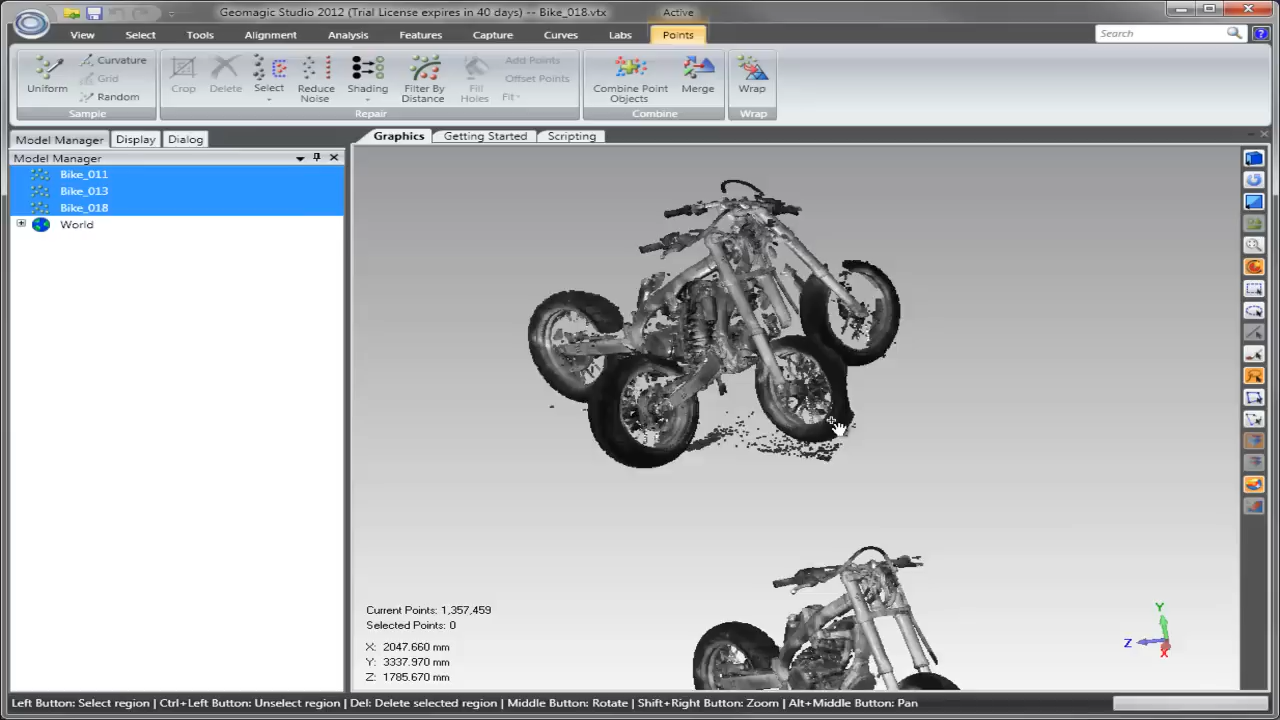 Geomagic Studio 2012 (Trial License expires in 40 days) -- Bike_018.vtx
Active
View Select Tools Alignment Analysis Features Capture Curves Labs Points
Search
Uniform Curvature Grid Random
Sample
Crop Delete Select Reduce Noise Shading Filter By Distance Fill Holes Add Points Offset Points Fit
Repair
Combine Point Objects Merge
Combine
Wrap
Wrap
Model Manager Display Dialog
Model Manager
Bike_011
Bike_013
Bike_018
World
Graphics Getting Started Scripting
Current Points: 1,357,459
Selected Points: 0
X: 2047.660 mm
Y: 3337.970 mm
Z: 1785.670 mm
Y
Z
X
Left Button: Select region | Ctrl+Left Button: Unselect region | Del: Delete selected region | Middle Button: Rotate | Shift+Right Button: Zoom | Alt+Middle Button: Pan